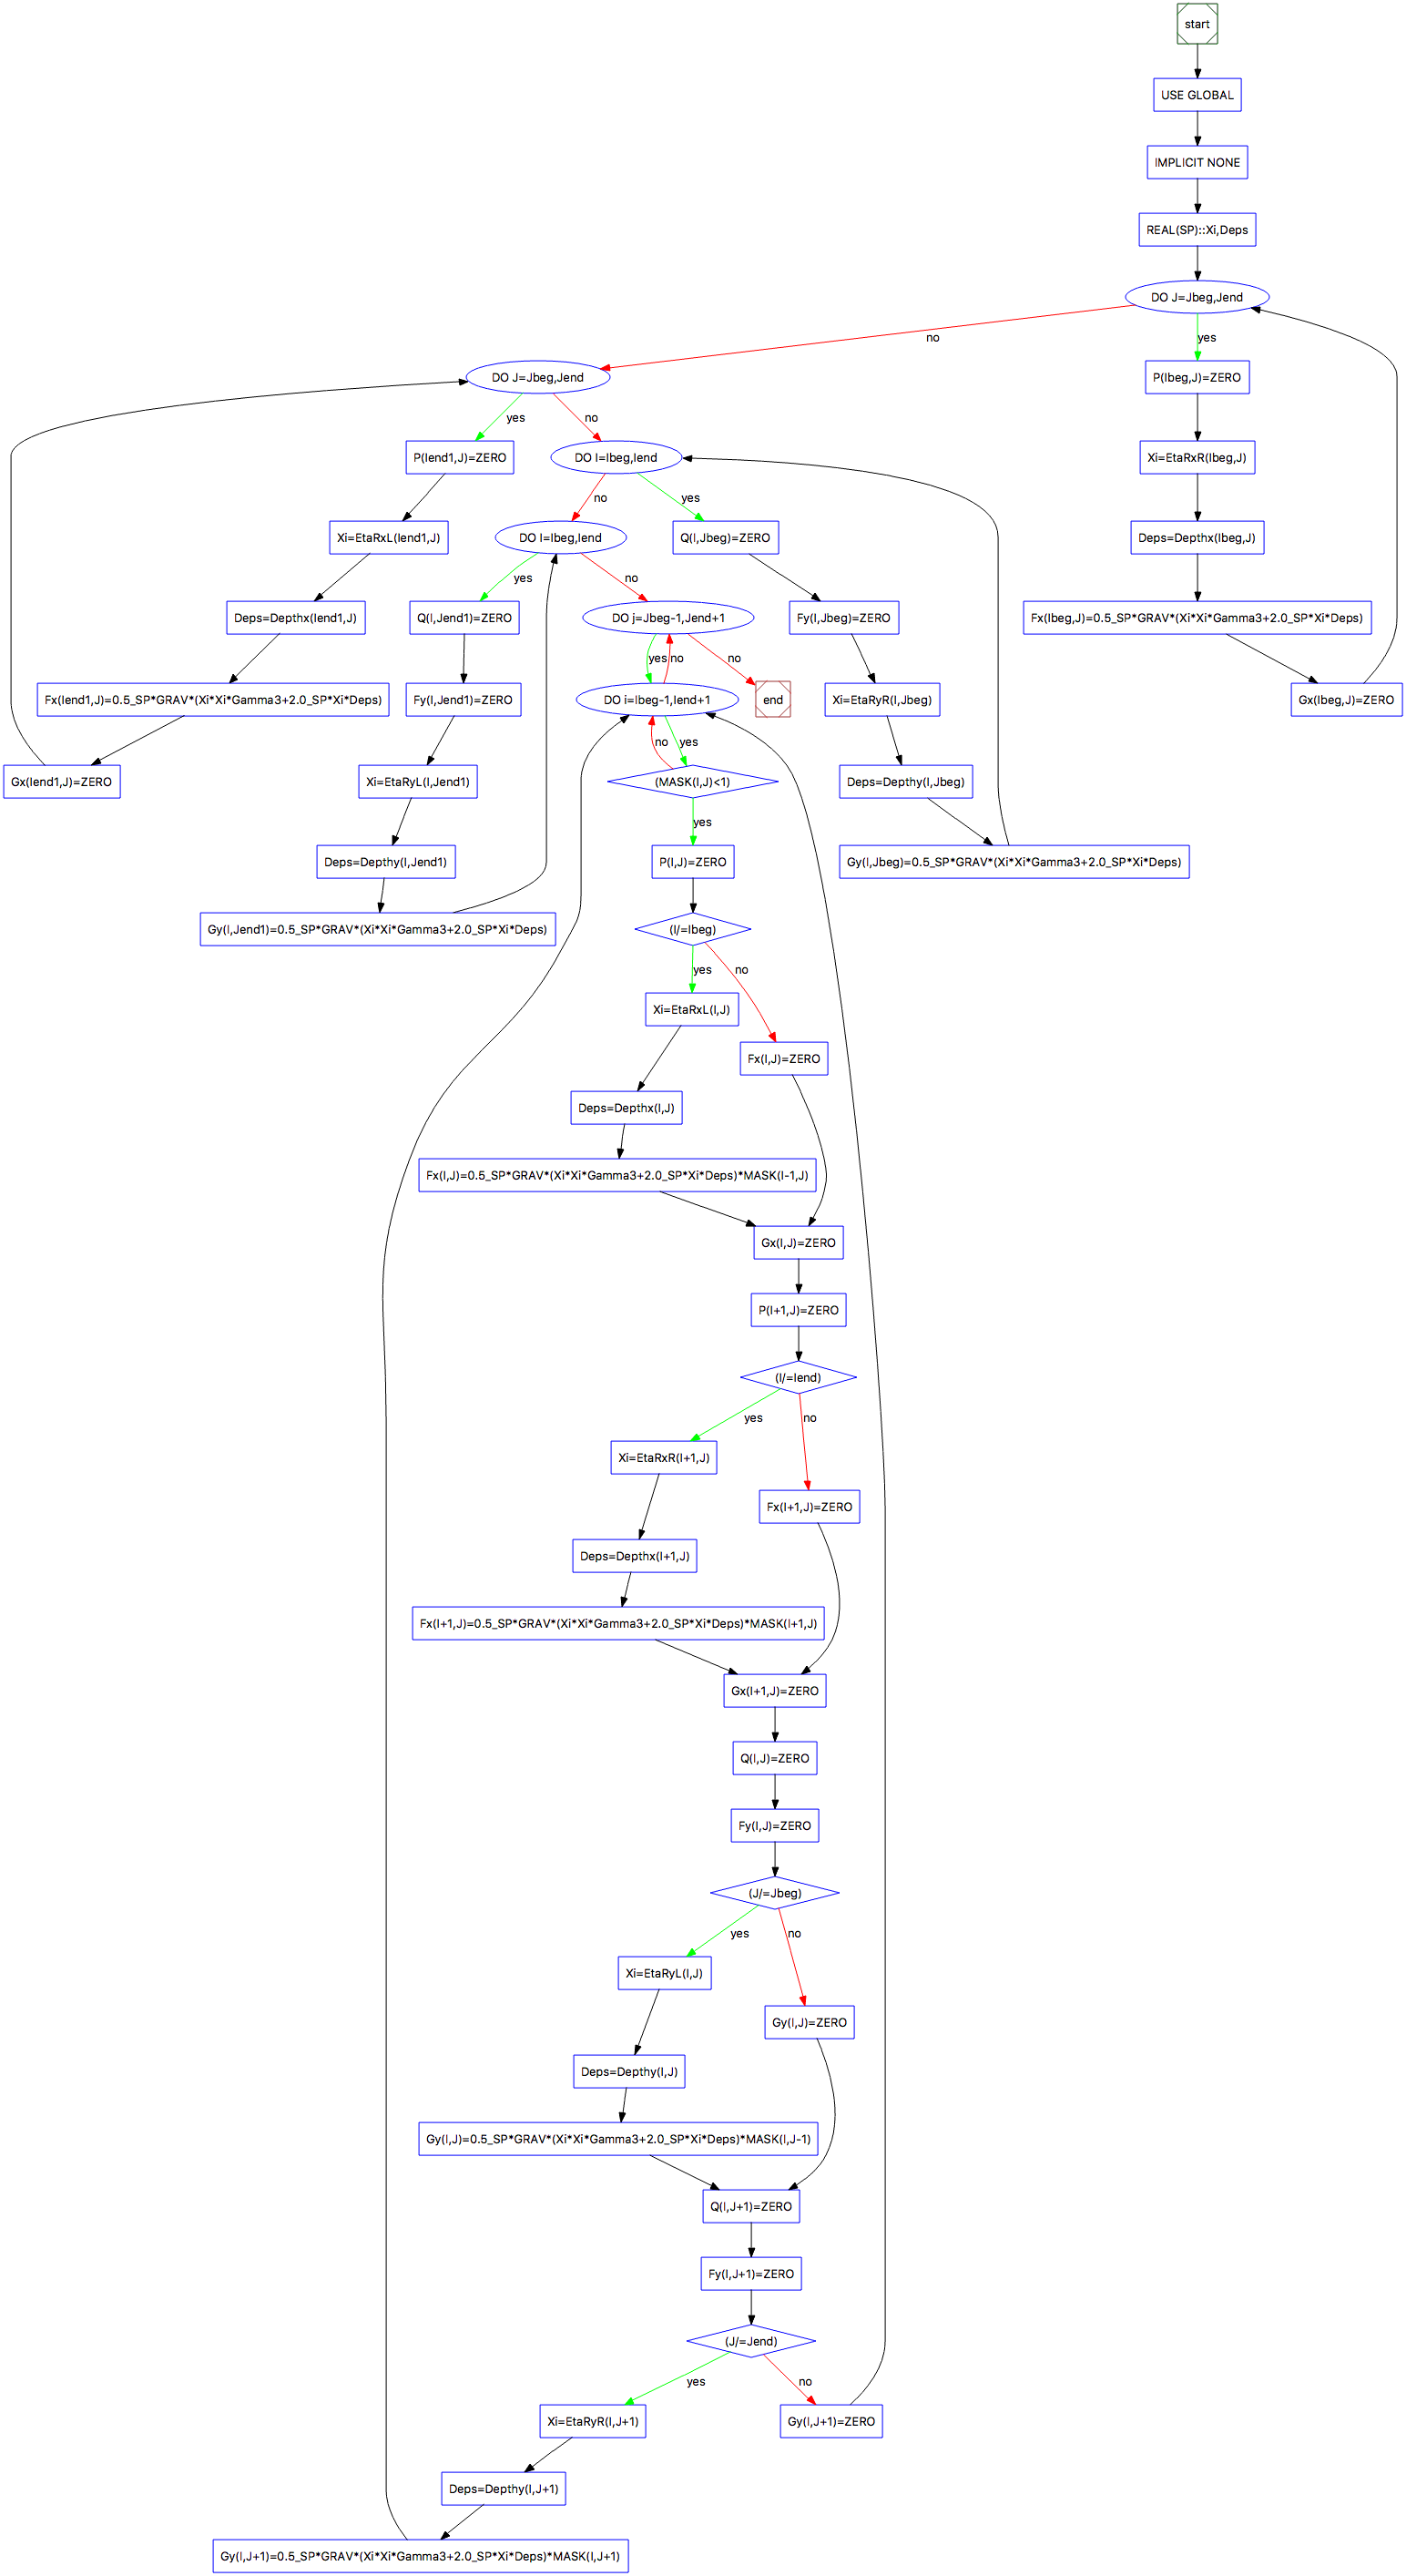 start
USE GLOBAL
IMPLICIT NONE
REAL(SP)::Xi,Deps
DO J=Jbeg,Jend
no
yes
DO J=Jbeg,Jend
P(Ibeg,J)=ZERO
yes
no
P(Iend1,J)=ZERO
DO I=Ibeg,Iend
Xi=EtaRxR(Ibeg,J)
no
yes
Xi=EtaRxL(Iend1,J)
DO I=Ibeg,Iend
Q(I,Jbeg)=ZERO
Deps=Depthx(Ibeg,J)
yes
no
Deps=Depthx(Iend1,J)
Q(I,Jend1)=ZERO
DO j=Jbeg-1,Jend+1
Fy(I,Jbeg)=ZERO
Fx(Ibeg,J)=0.5_SP*GRAV*(Xi*Xi*Gamma3+2.0_SP*Xi*Deps)
yes
no
no
Fx(Iend1,J)=0.5_SP*GRAV*(Xi*Xi*Gamma3+2.0_SP*Xi*Deps)
Fy(I,Jend1)=ZERO
DO i=Ibeg-1,Iend+1
end
Xi=EtaRyR(I,Jbeg)
Gx(Ibeg,J)=ZERO
no
yes
Gx(Iend1,J)=ZERO
Xi=EtaRyL(I,Jend1)
(MASK(I,J)<1)
Deps=Depthy(I,Jbeg)
yes
Deps=Depthy(I,Jend1)
P(I,J)=ZERO
Gy(I,Jbeg)=0.5_SP*GRAV*(Xi*Xi*Gamma3+2.0_SP*Xi*Deps)
Gy(I,Jend1)=0.5_SP*GRAV*(Xi*Xi*Gamma3+2.0_SP*Xi*Deps)
(I/=Ibeg)
yes
no
Xi=EtaRxL(I,J)
Fx(I,J)=ZERO
Deps=Depthx(I,J)
Fx(I,J)=0.5_SP*GRAV*(Xi*Xi*Gamma3+2.0_SP*Xi*Deps)*MASK(I-1,J)
Gx(I,J)=ZERO
P(I+1,J)=ZERO
(I/=Iend)
yes
no
Xi=EtaRxR(I+1,J)
Fx(I+1,J)=ZERO
Deps=Depthx(I+1,J)
Fx(I+1,J)=0.5_SP*GRAV*(Xi*Xi*Gamma3+2.0_SP*Xi*Deps)*MASK(I+1,J)
Gx(I+1,J)=ZERO
Q(I,J)=ZERO
Fy(I,J)=ZERO
(J/=Jbeg)
yes
no
Xi=EtaRyL(I,J)
Gy(I,J)=ZERO
Deps=Depthy(I,J)
Gy(I,J)=0.5_SP*GRAV*(Xi*Xi*Gamma3+2.0_SP*Xi*Deps)*MASK(I,J-1)
Q(I,J+1)=ZERO
Fy(I,J+1)=ZERO
(J/=Jend)
yes
no
Xi=EtaRyR(I,J+1)
Gy(I,J+1)=ZERO
Deps=Depthy(I,J+1)
Gy(I,J+1)=0.5_SP*GRAV*(Xi*Xi*Gamma3+2.0_SP*Xi*Deps)*MASK(I,J+1)